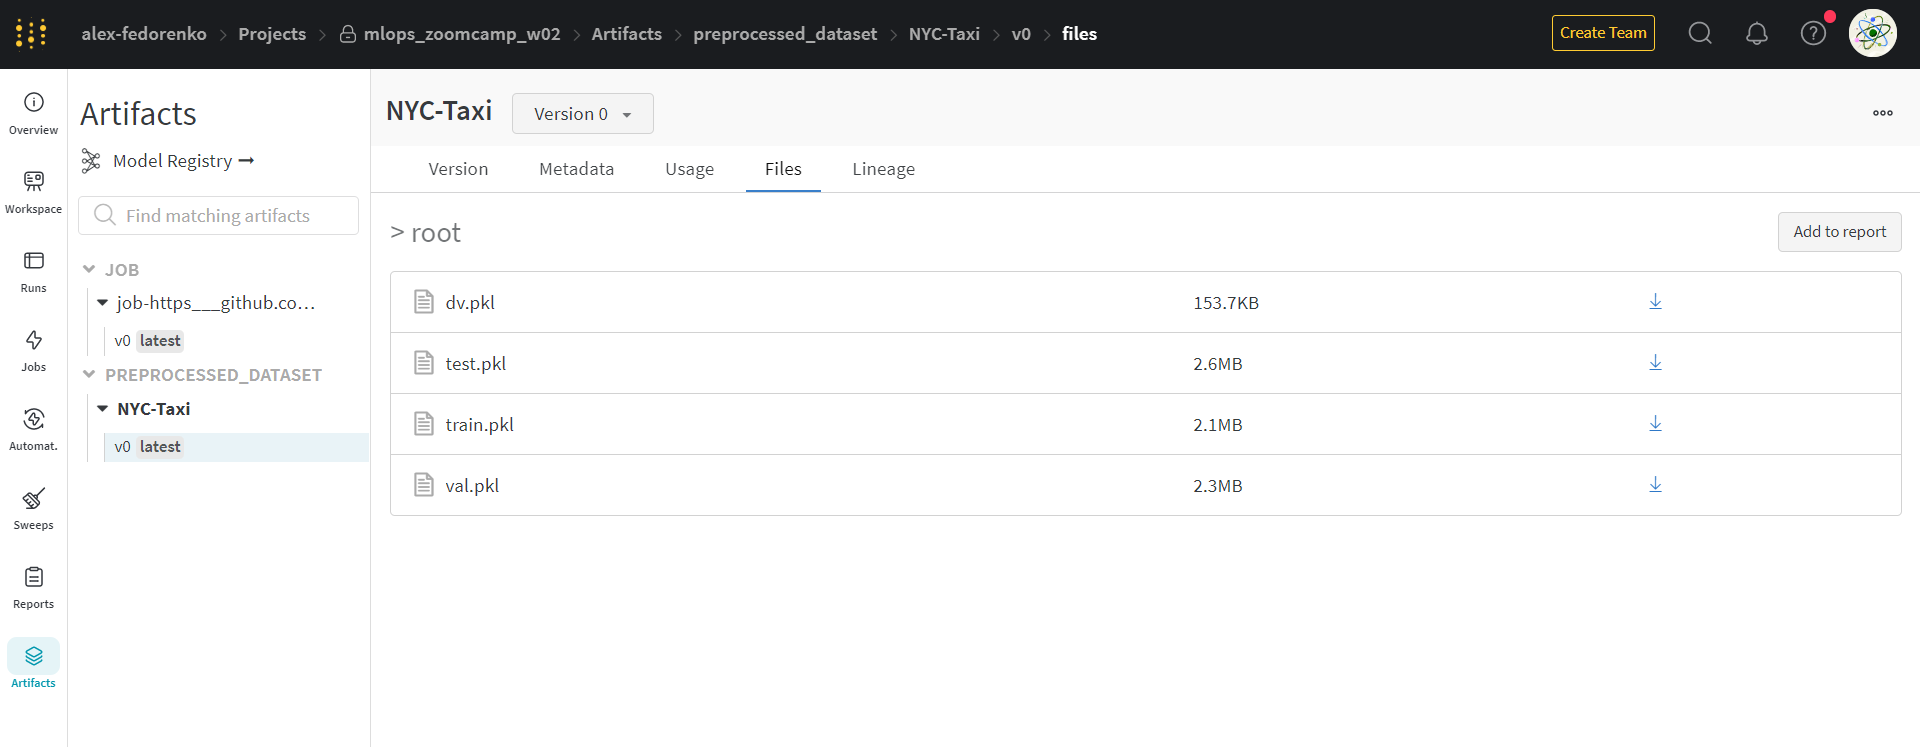 alex-fedorenko > Projects > mlops_zoomcamp_w02 > Artifacts > preprocessed_dataset > NYC-Taxi > v0 > files
Create Team
Overview
Workspace
Runs
Jobs
Automat.
Sweeps
Reports
Artifacts
Artifacts
Model Registry
Find matching artifacts
JOB
job-https___github.co...
v0 latest
PREPROCESSED_DATASET
NYC-Taxi
v0 latest
NYC-Taxi Version 0
Version Metadata Usage Files Lineage
> root
Add to report
dv.pkl 153.7KB
test.pkl 2.6MB
train.pkl 2.1MB
val.pkl 2.3MB